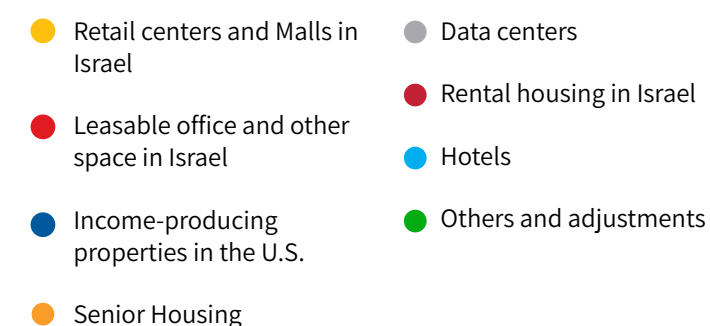 Retail centers and Malls in
Israel
Leasable office and other
space in Israel
Income-producing
properties in the U.S.
Senior Housing
Data centers
Rental housing in Israel
Hotels
Others and adjustments